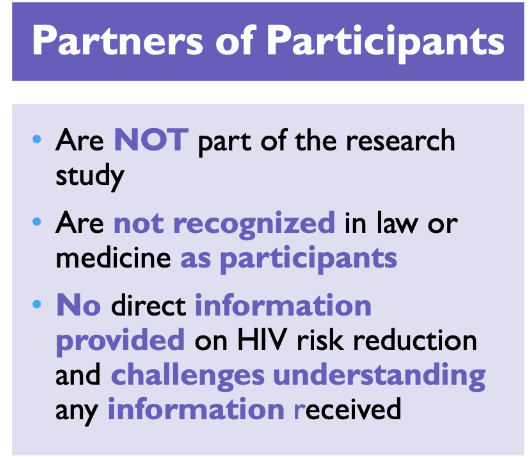 Partners of Participants
• Are NOT part of the research
study
• Are not recognized in law or
medicine as participants
• No direct information
provided on HIV risk reduction
and challenges understanding
any information received